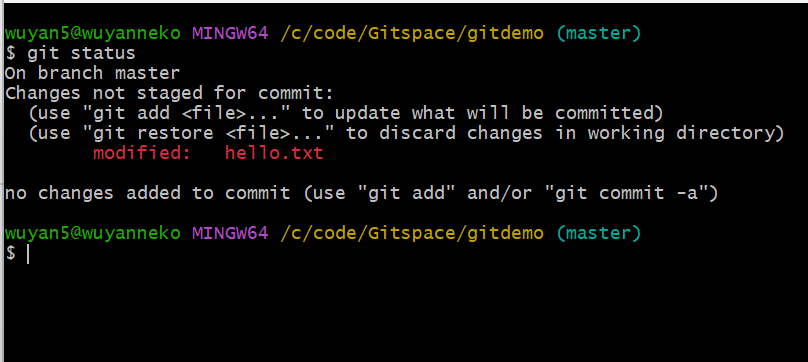 wuyan5@wuyanneko MINGW64 /c/code/Gitspace/gitdemo (master)
$ git status
On branch master
Changes not staged for commit:
  (use "git add <file>..." to update what will be committed)
  (use "git restore <file>..." to discard changes in working directory)
        modified:   hello.txt

no changes added to commit (use "git add" and/or "git commit -a")

wuyan5@wuyanneko MINGW64 /c/code/Gitspace/gitdemo (master)
$